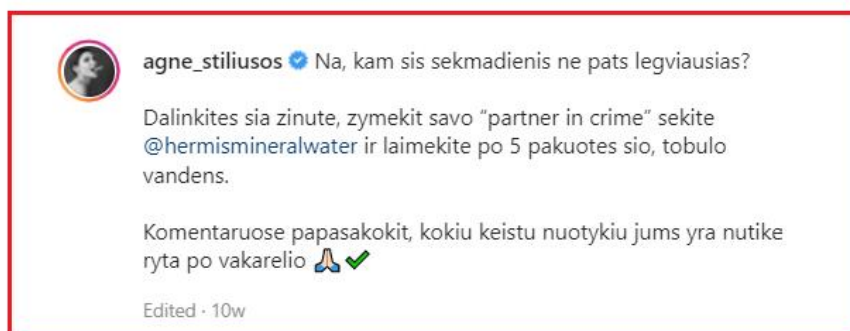 agne_stiliusos Na, kam sis sekmadienis ne pats legviausias?
Dalinkites sia zinute, zymekit savo “partner in crime” sekite
@hermismineralwater ir laimekite po 5 pakuotes sio, tobulo
vandens.
Komentaruose papasakokit, kokiu keistu nuotykiu jums yra nutike
ryta po vakarelio 🙏🏻 ✔
Edited · 10w